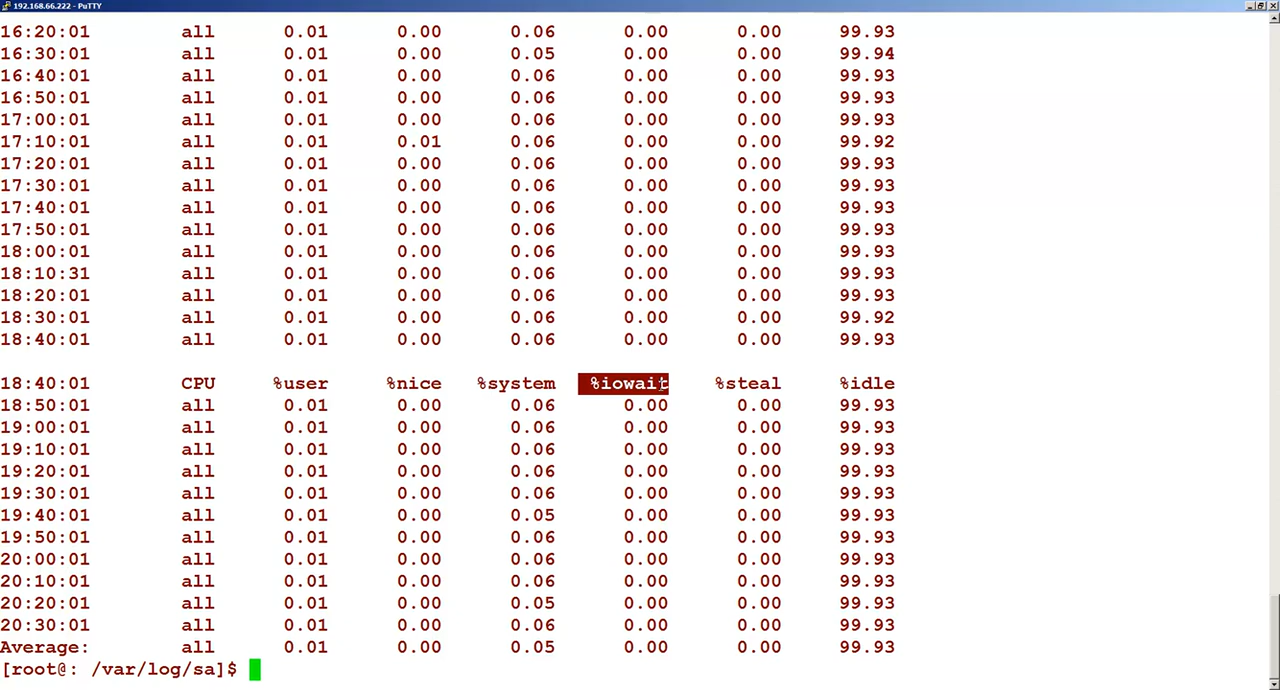 192.168.66.222 - PuTTY
16:20:01 all 0.01 0.00 0.06 0.00 0.00 99.93
16:30:01 all 0.01 0.00 0.05 0.00 0.00 99.94
16:40:01 all 0.01 0.00 0.06 0.00 0.00 99.93
16:50:01 all 0.01 0.00 0.06 0.00 0.00 99.93
17:00:01 all 0.01 0.00 0.06 0.00 0.00 99.93
17:10:01 all 0.01 0.01 0.06 0.00 0.00 99.92
17:20:01 all 0.01 0.00 0.06 0.00 0.00 99.93
17:30:01 all 0.01 0.00 0.06 0.00 0.00 99.93
17:40:01 all 0.01 0.00 0.06 0.00 0.00 99.93
17:50:01 all 0.01 0.00 0.06 0.00 0.00 99.93
18:00:01 all 0.01 0.00 0.06 0.00 0.00 99.93
18:10:31 all 0.01 0.00 0.06 0.00 0.00 99.93
18:20:01 all 0.01 0.00 0.06 0.00 0.00 99.93
18:30:01 all 0.01 0.00 0.06 0.00 0.00 99.92
18:40:01 all 0.01 0.00 0.06 0.00 0.00 99.93
18:40:01 CPU %user %nice %system %iowait %steal %idle
18:50:01 all 0.01 0.00 0.06 0.00 0.00 99.93
19:00:01 all 0.01 0.00 0.06 0.00 0.00 99.93
19:10:01 all 0.01 0.00 0.06 0.00 0.00 99.93
19:20:01 all 0.01 0.00 0.06 0.00 0.00 99.93
19:30:01 all 0.01 0.00 0.06 0.00 0.00 99.93
19:40:01 all 0.01 0.00 0.05 0.00 0.00 99.93
19:50:01 all 0.01 0.00 0.06 0.00 0.00 99.93
20:00:01 all 0.01 0.00 0.06 0.00 0.00 99.93
20:10:01 all 0.01 0.00 0.06 0.00 0.00 99.93
20:20:01 all 0.01 0.00 0.05 0.00 0.00 99.93
20:30:01 all 0.01 0.00 0.06 0.00 0.00 99.93
Average: all 0.01 0.00 0.05 0.00 0.00 99.93
[root@: /var/log/sa]$